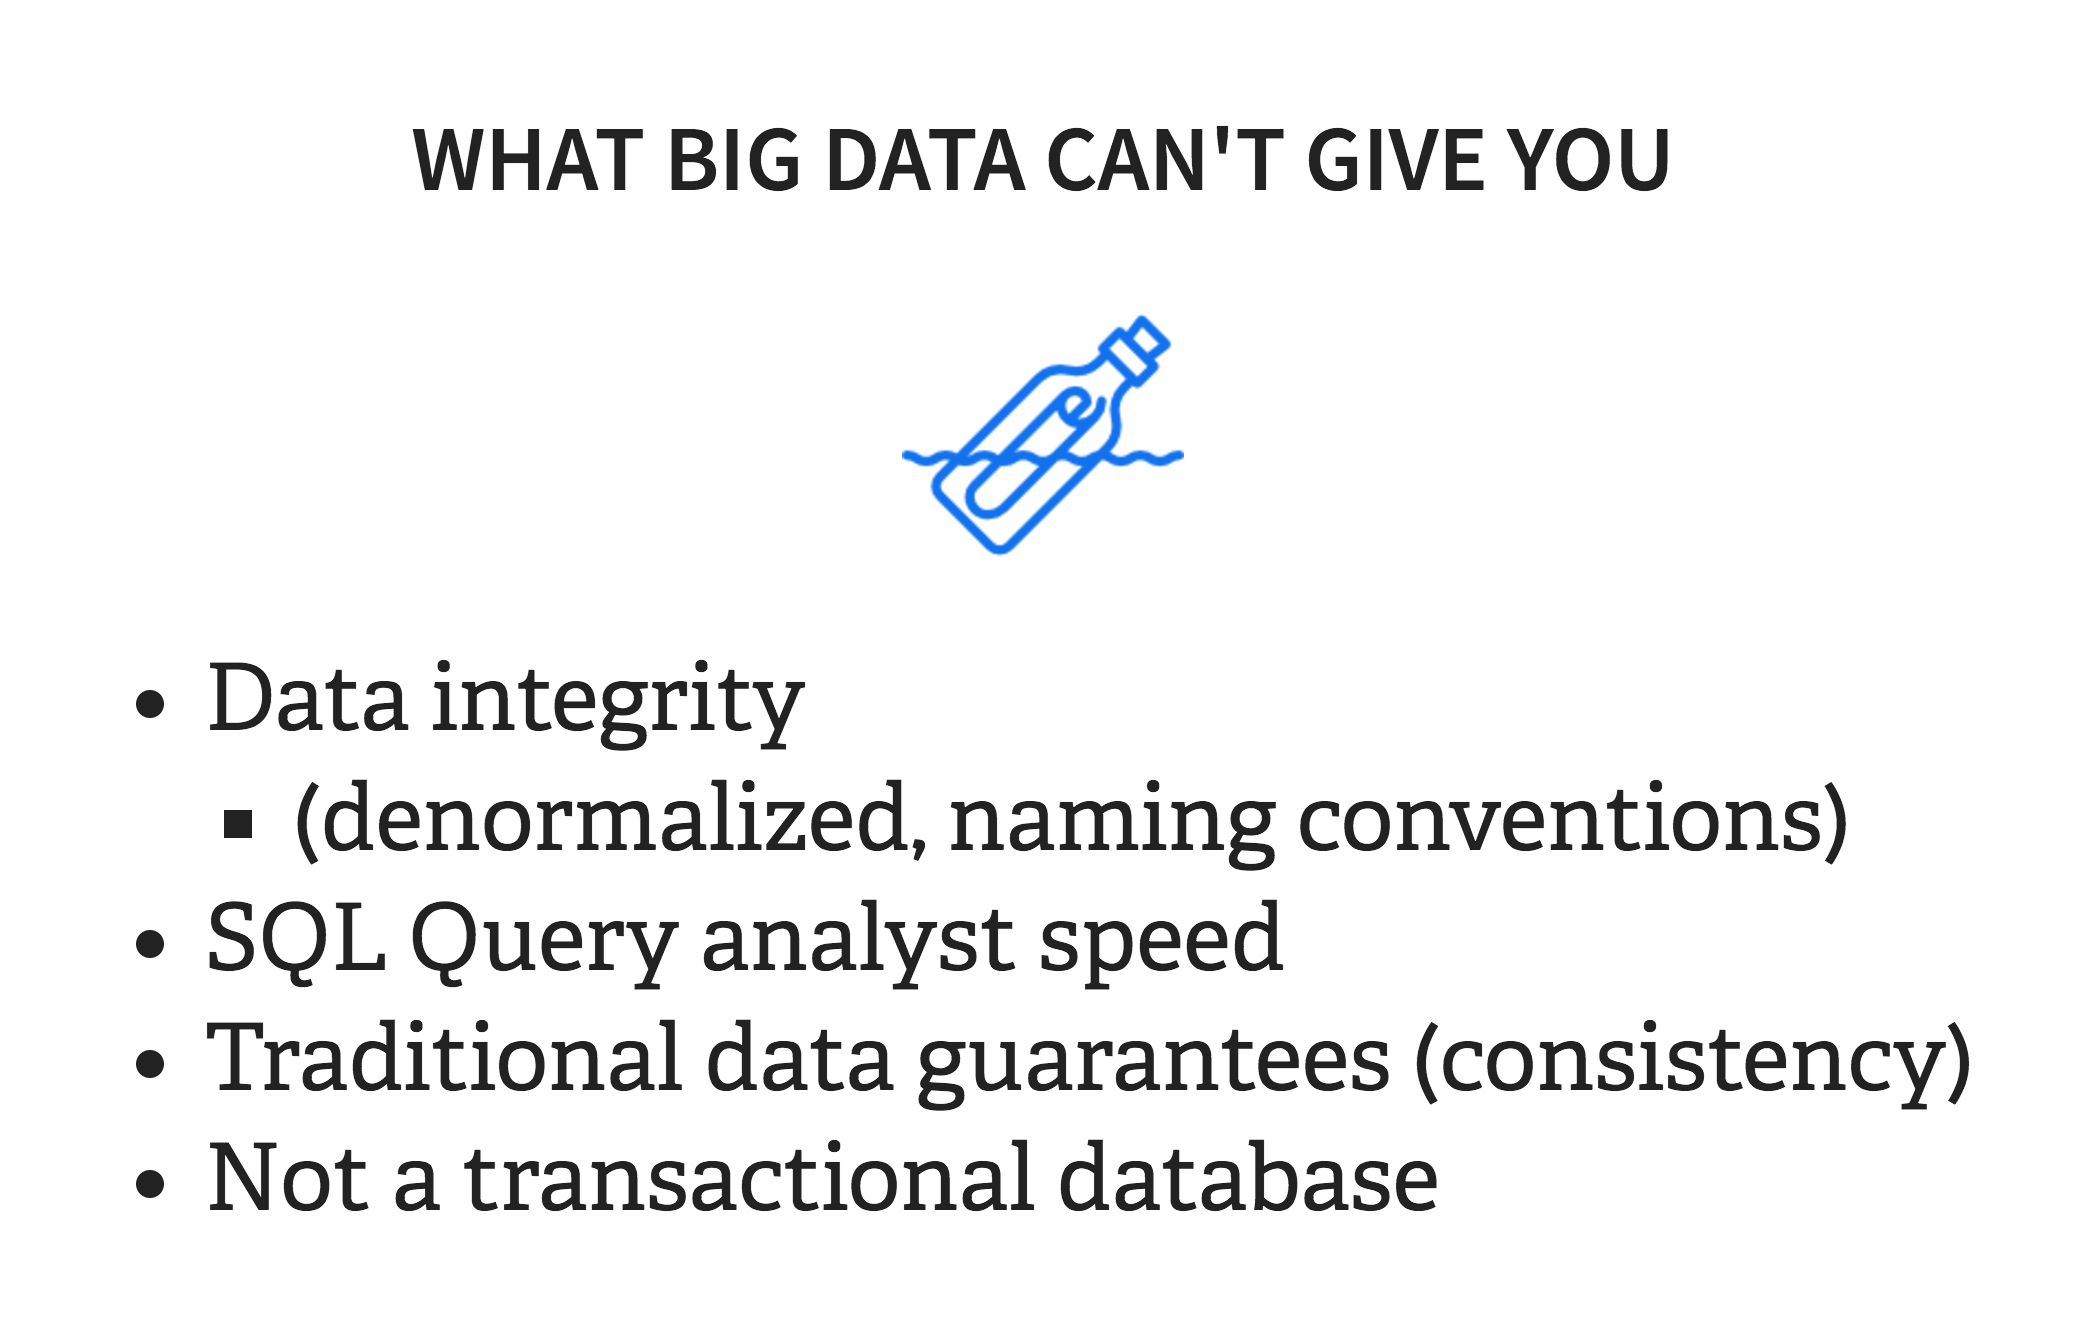 WHAT BIG DATA CAN'T GIVE YOU
Data integrity
(denormalized, naming conventions)
SQL Query analyst speed
Traditional data guarantees (consistency)
Not a transactional database